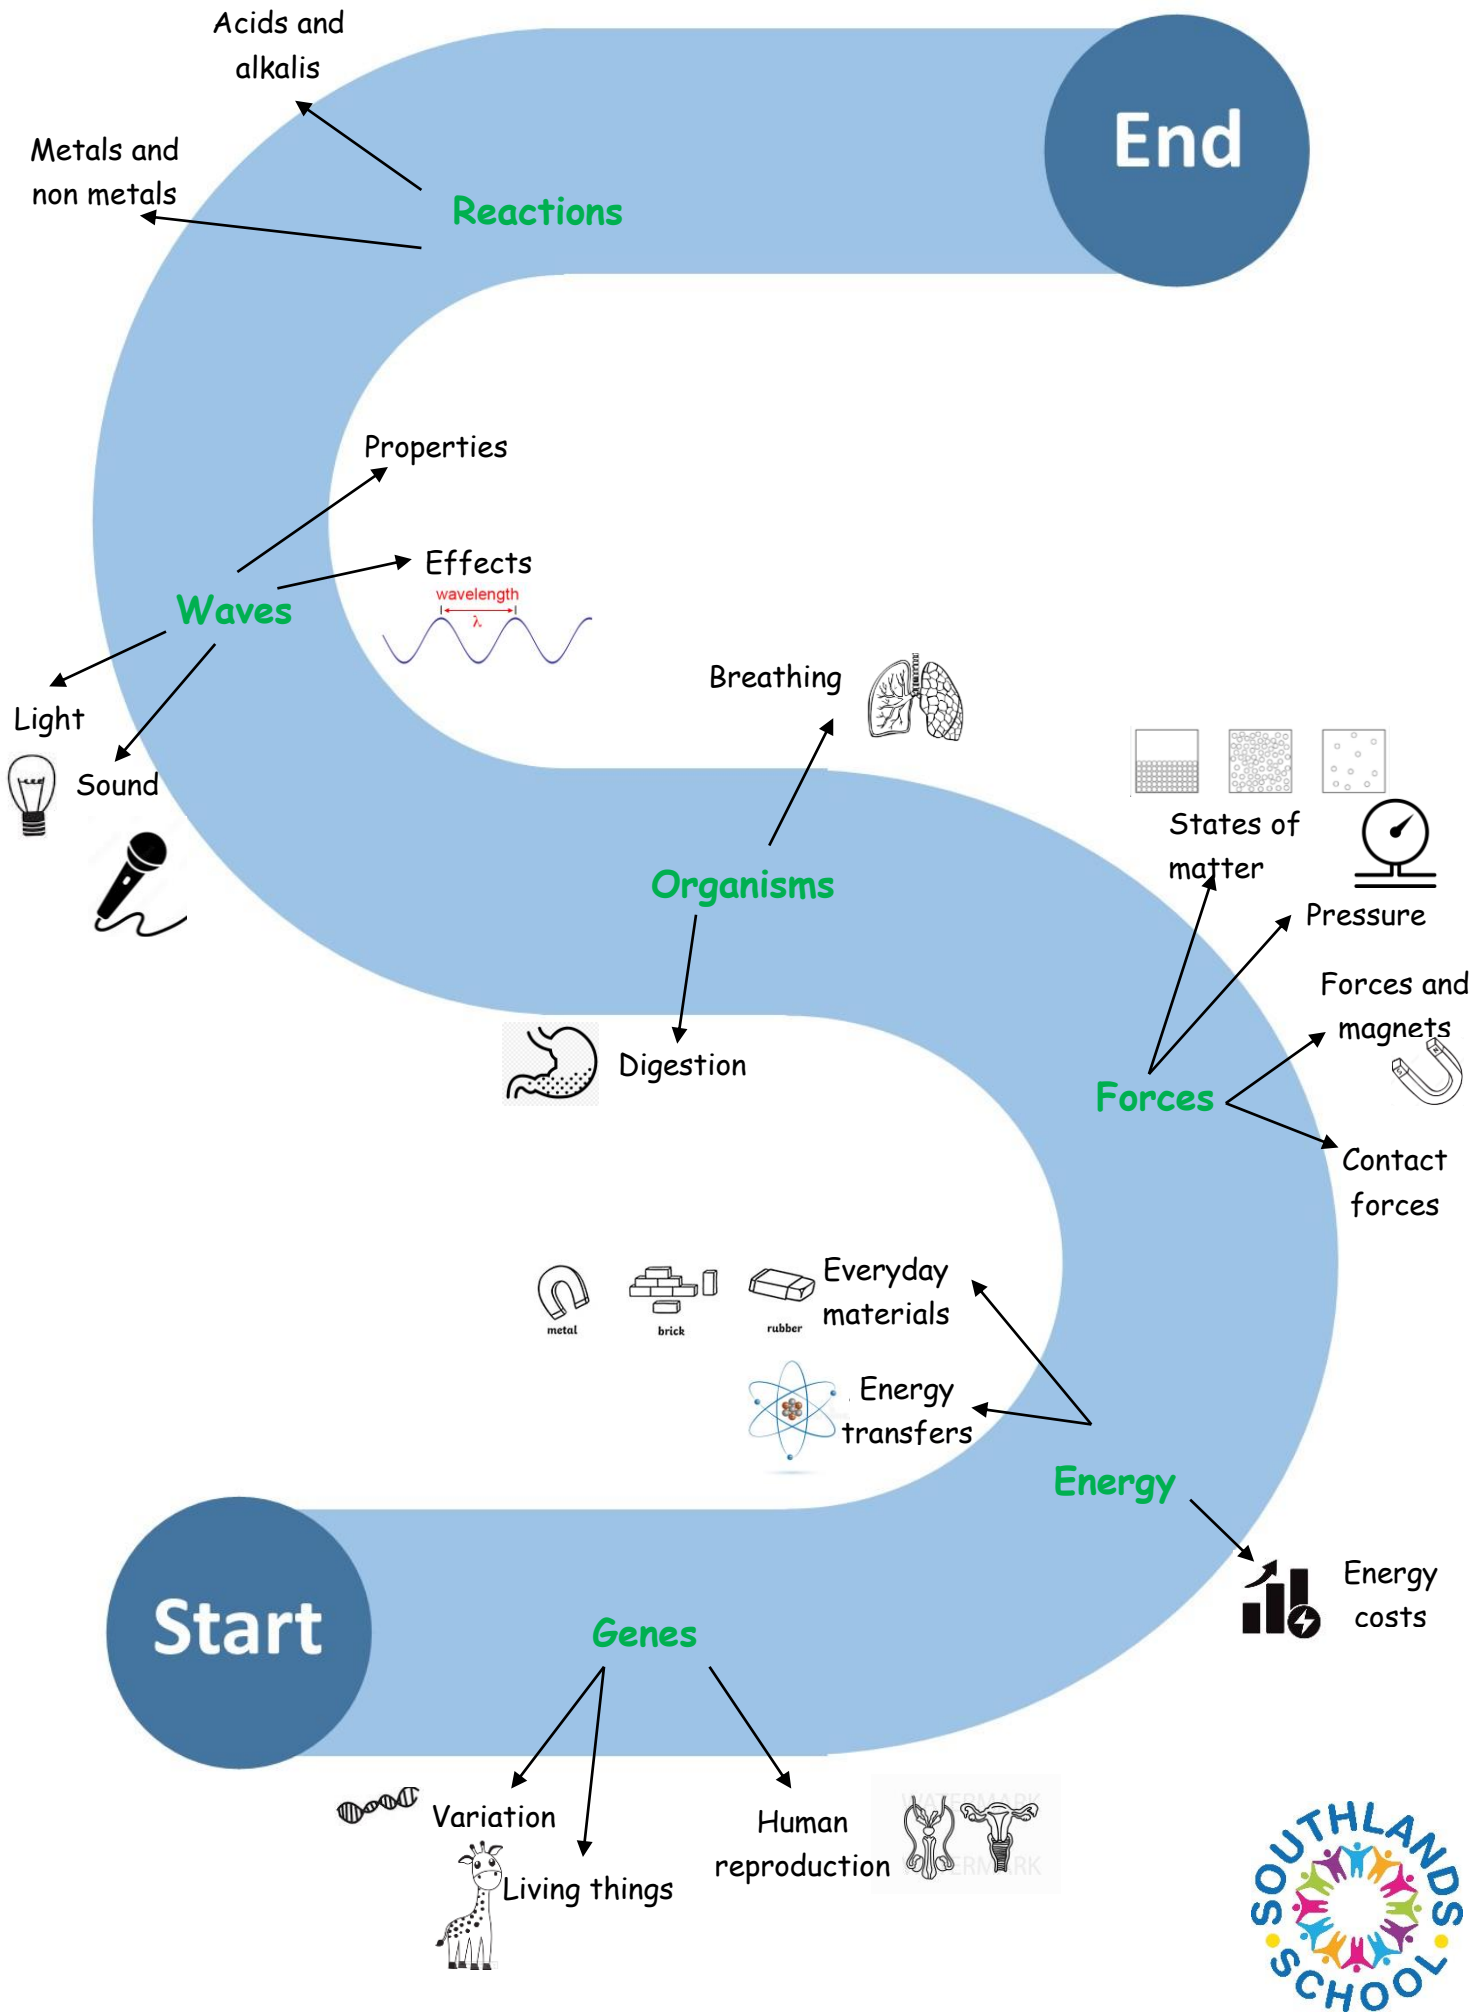 Acids and
alkalis
End
Metals and
non metals
Reactions
Properties
Effects
wavelength
λ
Waves
Light
Sound
Breathing
Organisms
Digestion
States of
matter
Pressure
Forces and
magnets
Forces
Contact
forces
Everyday
materials
metal
brick
rubber
Energy
transfers
Energy
Energy
costs
Start
Genes
Variation
Living things
Human
reproduction
WATERMARK
WATERMARK
SOUTHLANDS
SCHOOL